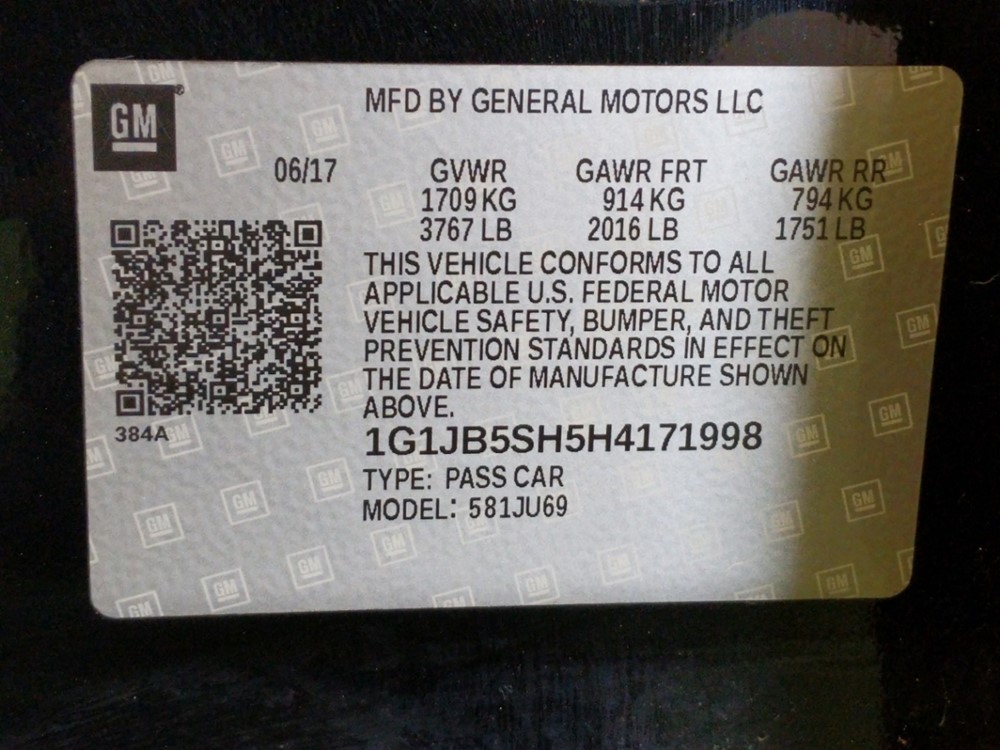 GM
MFD BY GENERAL MOTORS LLC
06/17 GVWR GAWR FRT GAWR RR
1709 KG 914 KG 794 KG
3767 LB 2016 LB 1751 LB
THIS VEHICLE CONFORMS TO ALL
APPLICABLE U.S. FEDERAL MOTOR
VEHICLE SAFETY, BUMPER, AND THEFT
PREVENTION STANDARDS IN EFFECT ON
THE DATE OF MANUFACTURE SHOWN
ABOVE.
384A
1G1JB5SH5H4171998
TYPE: PASS CAR
MODEL: 581JU69